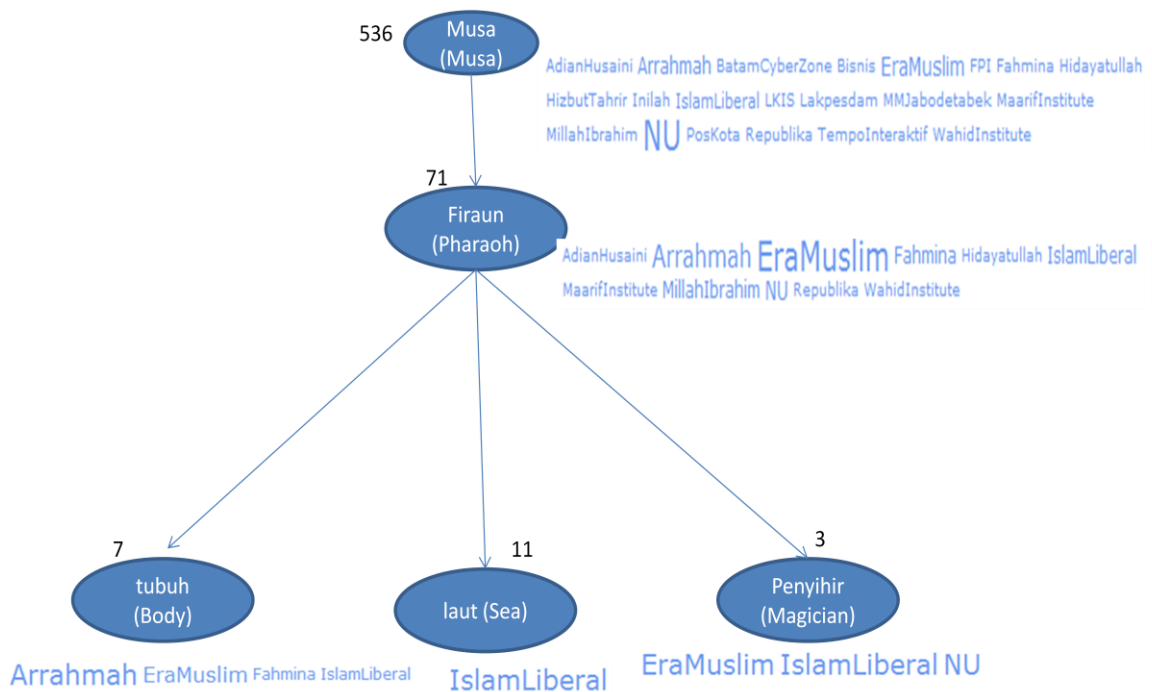 536
Musa
(Musa)
AdianHusaini Arrahmah BatamCyberZone Bisnis EraMuslim FPI Fahmina Hidayatullah
HizbutTahrir Inilah IslamLiberal LKIS Lakpesdam MMJabodetabek MaarifInstitute
MillahIbrahim NU PosKota Republika TempoInteraktif WahidInstitute
71
Firaun
(Pharaoh)
AdianHusaini Arrahmah EraMuslim Fahmina Hidayatullah IslamLiberal
MaarifInstitute MillahIbrahim NU Republika WahidInstitute
7
tubuh
(Body)
Arrahmah EraMuslim Fahmina IslamLiberal
11
laut (Sea)
IslamLiberal
3
Penyihir
(Magician)
EraMuslim IslamLiberal NU